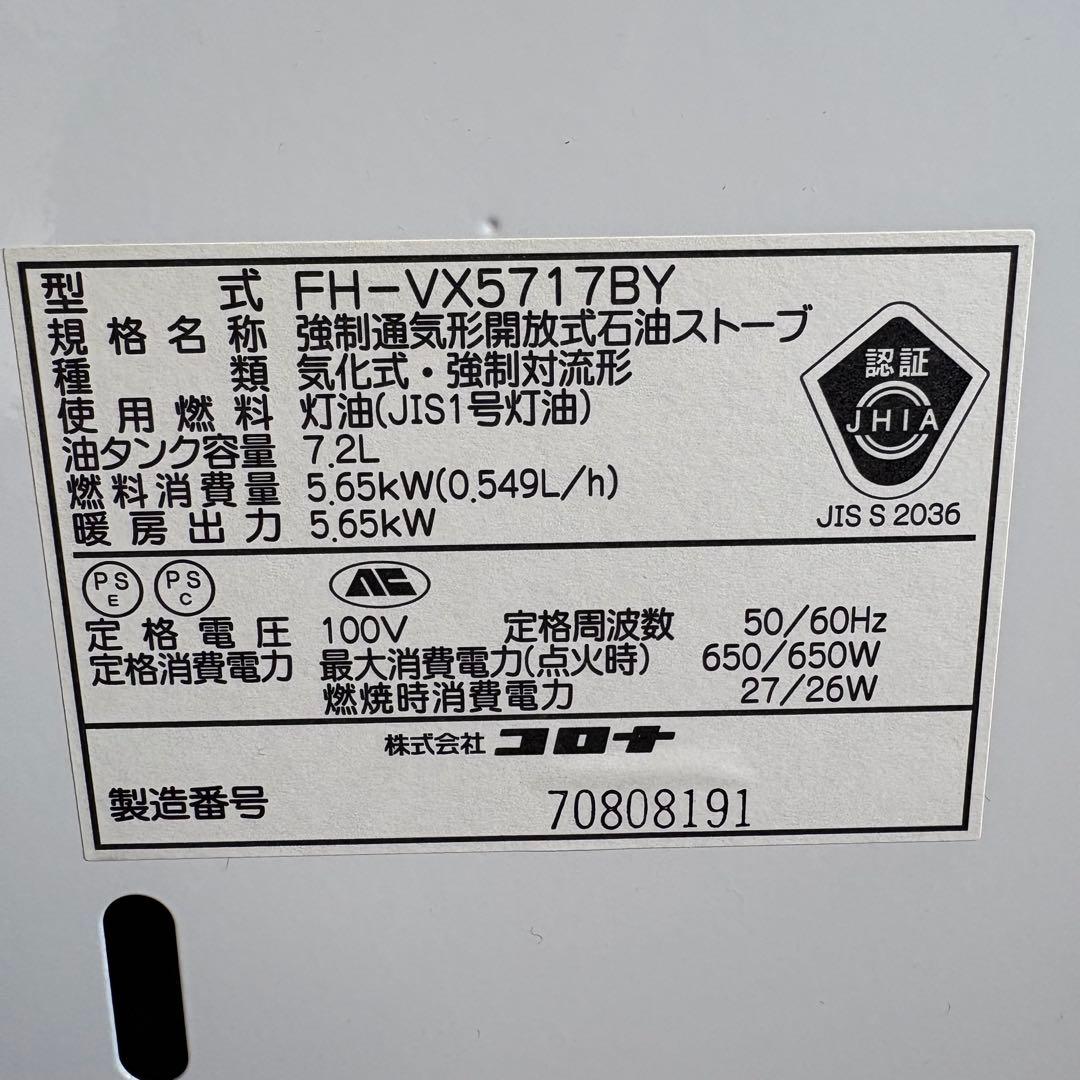 型式 FH-VX5717BY
規格名称 強制通気形開放式石油ストーブ
種類 気化式・強制対流形
使用燃料 灯油(JIS1号灯油)
油タンク容量 7.2L
燃料消費量 5.65kW(0.549L/h)
暖房出力 5.65kW
認証
JHIA
JIS S 2036
PS
E
PS
C
定格電圧 100V 定格周波数 50/60Hz
定格消費電力 最大消費電力(点火時) 650/650W
燃焼時消費電力 27/26W
株式会社 コロナ
製造番号 70808191